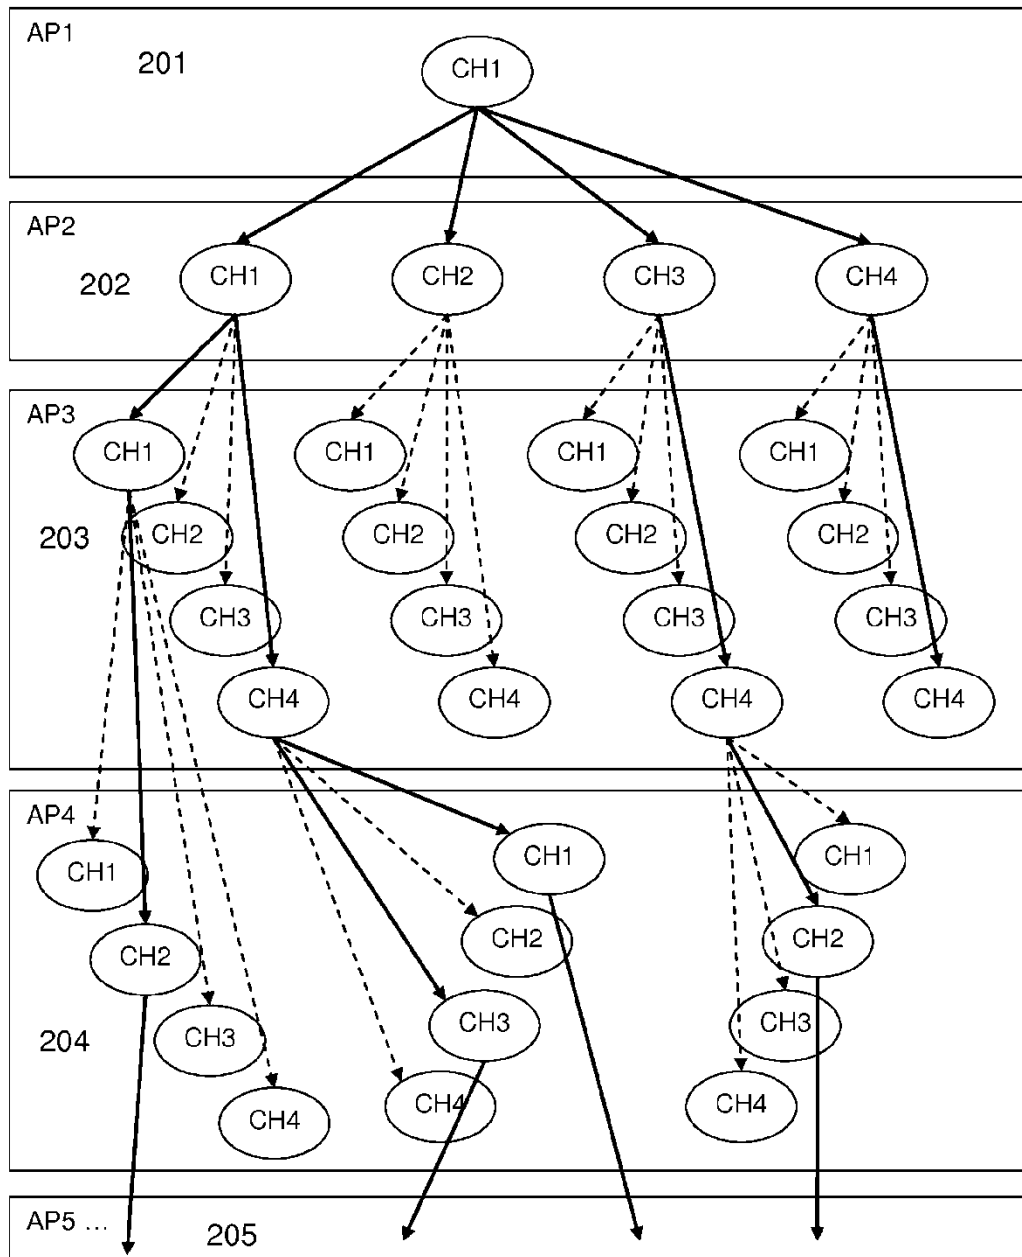 AP1
201
CH1
AP2
202
CH1 CH2 CH3 CH4
AP3
CH1 CH1 CH1 CH1
203
CH2 CH2 CH2 CH2
CH3 CH3 CH3 CH3
CH4 CH4 CH4 CH4
AP4
CH1 CH1 CH1
CH2 CH2 CH2
204
CH3 CH3 CH3
CH4 CH4 CH4
AP5 ...
205